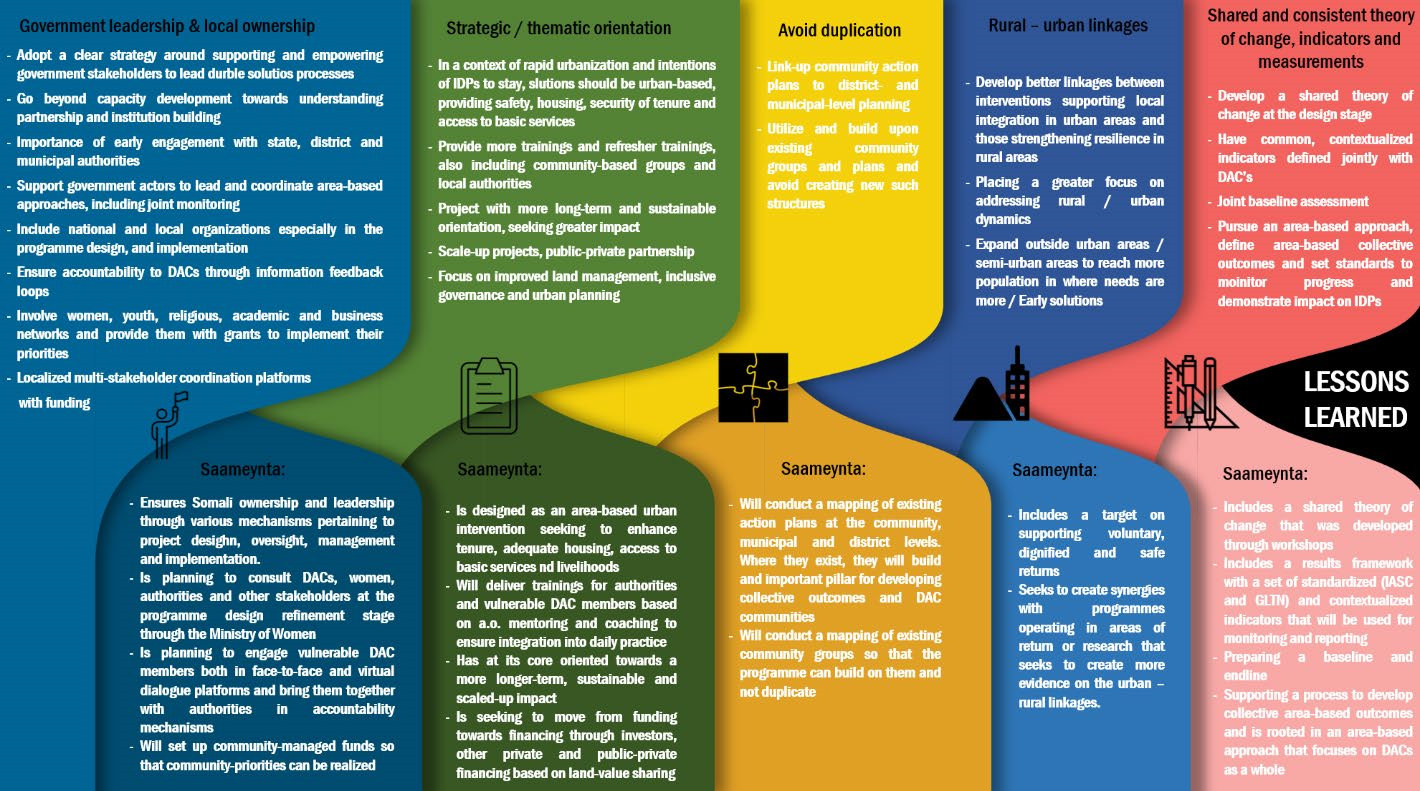 Government leadership & local ownership
- Adopt a clear strategy around supporting and empowering
government stakeholders to lead durble solutios processes
- Go beyond capacity development towards understanding
partnership and institution building
- Importance of early engagement with state, district and
municipal authorities
- Support government actors to lead and coordinate area-based
approaches, including joint monitoring
- Include national and local organizations especially in the
programme design, and implementation
- Ensure accountability to DACs through information feedback
loops
- Involve women, youth, religious, academic and business
networks and provide them with grants to implement their
priorities
- Localized multi-stakeholder coordination platforms
with funding
Strategic / thematic orientation
- In a context of rapid urbanization and intentions
of IDPs to stay, slutions should be urban-based,
providing safety, housing, security of tenure and
access to basic services
- Provide more trainings and refresher trainings,
also including community-based groups and
local authorities
- Project with more long-term and sustainable
orientation, seeking greater impact
- Scale-up projects, public-private partnership
- Focus on improved land management, inclusive
governance and urban planning
Avoid duplication
- Link-up community action
plans to district- and
municipal-level planning
- Utilize and build upon
existing community
groups and plans and
avoid creating new such
structures
Rural – urban linkages
- Develop better linkages between
interventions supporting local
integration in urban areas and
those strengthening resilience in
rural areas
- Placing a greater focus on
addressing rural / urban
dynamics
- Expand outside urban areas /
semi-urban areas to reach more
population in where needs are
more / Early solutions
Shared and consistent theory
of change, indicators and
measurements
- Develop a shared theory of
change at the design stage
- Have common, contextualized
indicators defined jointly with
DAC's
- Joint baseline assessment
- Pursue an area-based approach,
define area-based collective
outcomes and set standards to
moinitor progress and
demonstrate impact on IDPs
LESSONS
LEARNED
Saameynta:
- Ensures Somali ownership and leadership
through various mechanisms pertaining to
project desighn, oversight, management
and implementation.
- Is planning to consult DACs, women,
authorities and other stakeholders at the
programme design refinement stage
through the Ministry of Women
- Is planning to engage vulnerable DAC
members both in face-to-face and virtual
dialogue platforms and bring them together
with authorities in accountability
mechanisms
- Will set up community-managed funds so
that community-priorities can be realized
Saameynta:
- Is designed as an area-based urban
intervention seeking to enhance
tenure, adequate housing, access to
basic services nd livelihoods
- Will deliver trainings for authorities
and vulnerable DAC members based
on a.o. mentoring and coaching to
ensure integration into daily practice
- Has at its core oriented towards a
more longer-term, sustainable and
scaled-up impact
- Is seeking to move from funding
towards financing through investors,
other private and public-private
financing based on land-value sharing
Saameynta:
- Will conduct a mapping of existing
action plans at the community,
municipal and district levels.
Where they exist, they will build
and important pillar for developing
collective outcomes and DAC
communities
- Will conduct a mapping of existing
community groups so that the
programme can build on them and
not duplicate
Saameynta:
- Includes a target on
supporting voluntary,
dignified and safe
returns
- Seeks to create synergies
with programmes
operating in areas of
return or research that
seeks to create more
evidence on the urban –
rural linkages.
Saameynta:
- Includes a shared theory of
change that was developed
through workshops
- Includes a results framework
with a set of standardized (IASC
and GLTN) and contextualized
indicators that will be used for
monitoring and reporting
- Preparing a baseline and
endline
- Supporting a process to develop
collective area-based outcomes
and is rooted in an area-based
approach that focuses on DACs
as a whole